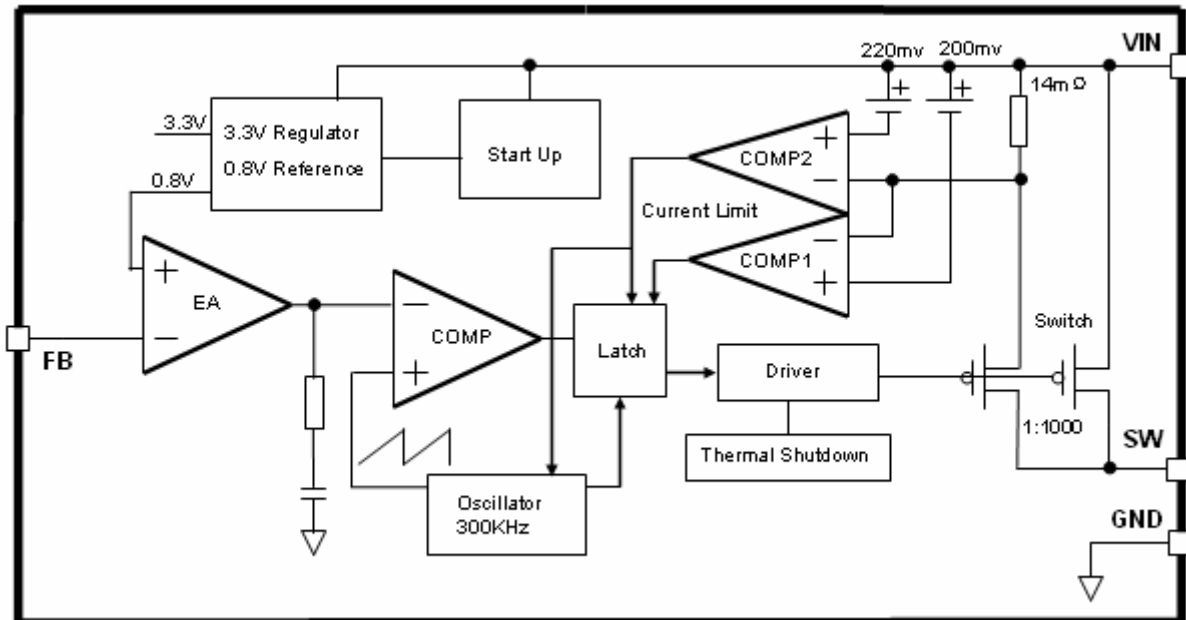 220mv 200mv
VIN
14mΩ
3.3V
3.3V Regulator
0.8V Reference
0.8V
Start Up
+
+
+
COMP2
−
Current Limit
−
COMP1
+
+
EA
−
FB
−
COMP
+
Latch
Driver
Switch
1:1000
Thermal Shutdown
SW
Oscillator
300KHz
GND